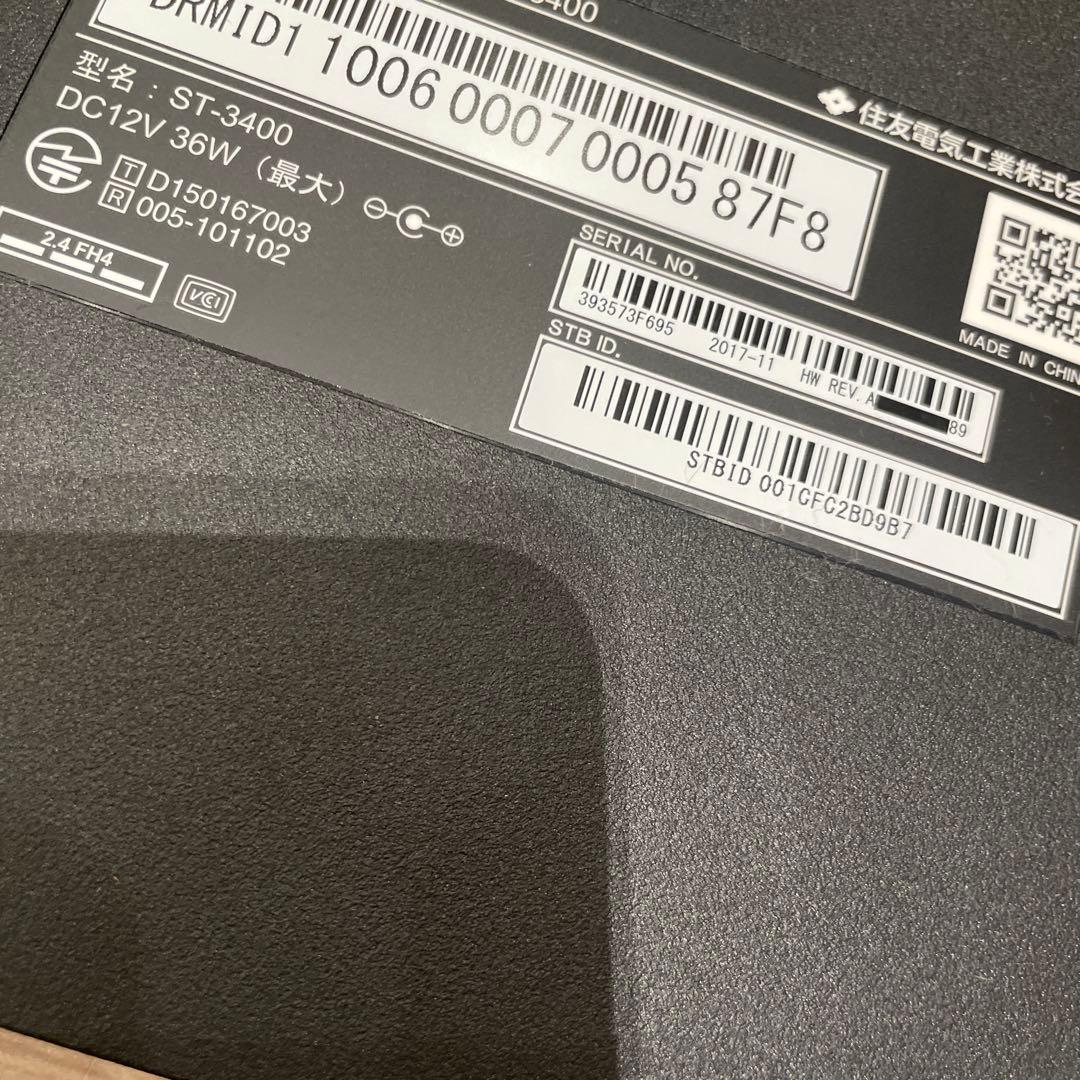 3400
DRMID1 1006 0007 0005 87F8
住友電気工業株式会
型名：ST-3400
DC12V 36W（最大）
T D150167003
R 005-101102
2.4 FH4
VCI
SERIAL NO.
393573F695 2017-11 HW REV.A 89
MADE IN CHIN
STB ID.
STBID 001CFC2BD9B7